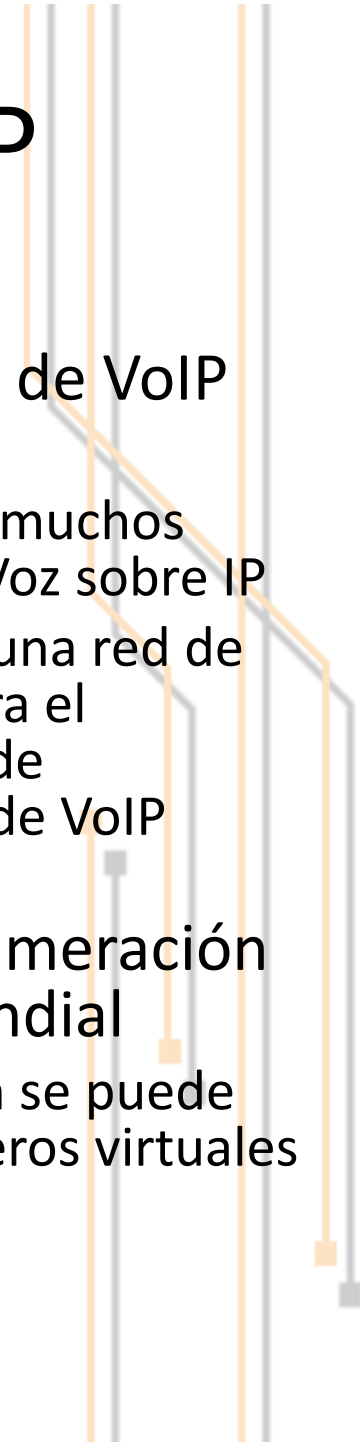 P
de VoIP
muchos
Voz sobre IP
una red de
ra el
de
de VoIP
meración
ndial
se puede
eros virtuales